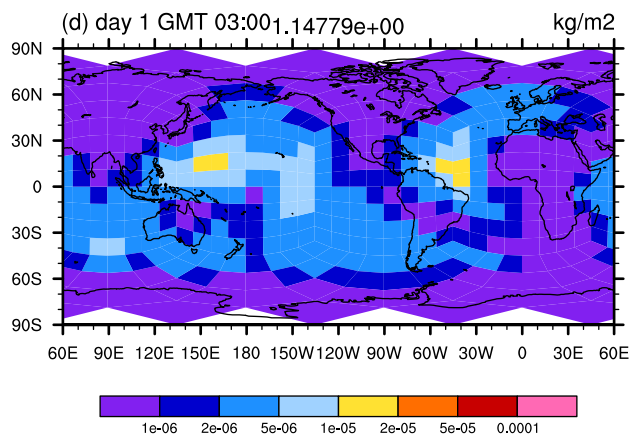 (d) day 1 GMT 03:00 1.14779e+00 kg/m2
90N
60N
30N
0
30S
60S
90S
60E 90E 120E 150E 180 150W 120W 90W 60W 30W 0 30E 60E
1e-06 2e-06 5e-06 1e-05 2e-05 5e-05 0.0001